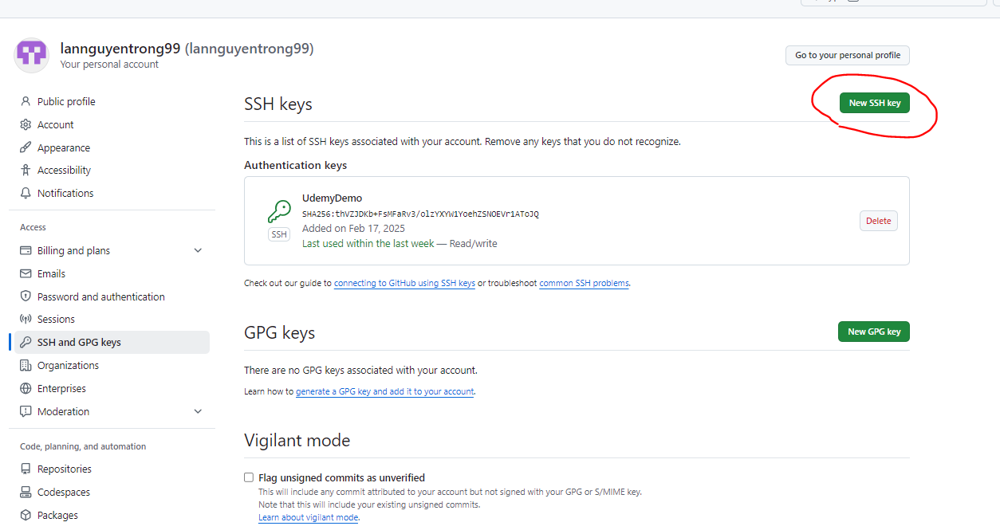 lannguyentrong99 (lannguyentrong99)
Your personal account
Go to your personal profile
Public profile
Account
Appearance
Accessibility
Notifications
Access
Billing and plans
Emails
Password and authentication
Sessions
SSH and GPG keys
Organizations
Enterprises
Moderation
Code, planning, and automation
Repositories
Codespaces
Packages
SSH keys
New SSH key
This is a list of SSH keys associated with your account. Remove any keys that you do not recognize.
Authentication keys
UdemyDemo
SHA256:thVZJDKb+FsMFaRv3/olzYXYW1YoehZSNOEVr1AToJQ
Added on Feb 17, 2025
Last used within the last week — Read/write
SSH
Delete
Check out our guide to connecting to GitHub using SSH keys or troubleshoot common SSH problems.
GPG keys
New GPG key
There are no GPG keys associated with your account.
Learn how to generate a GPG key and add it to your account.
Vigilant mode
Flag unsigned commits as unverified
This will include any commit attributed to your account but not signed with your GPG or S/MIME key.
Note that this will include your existing unsigned commits.
Learn about vigilant mode.